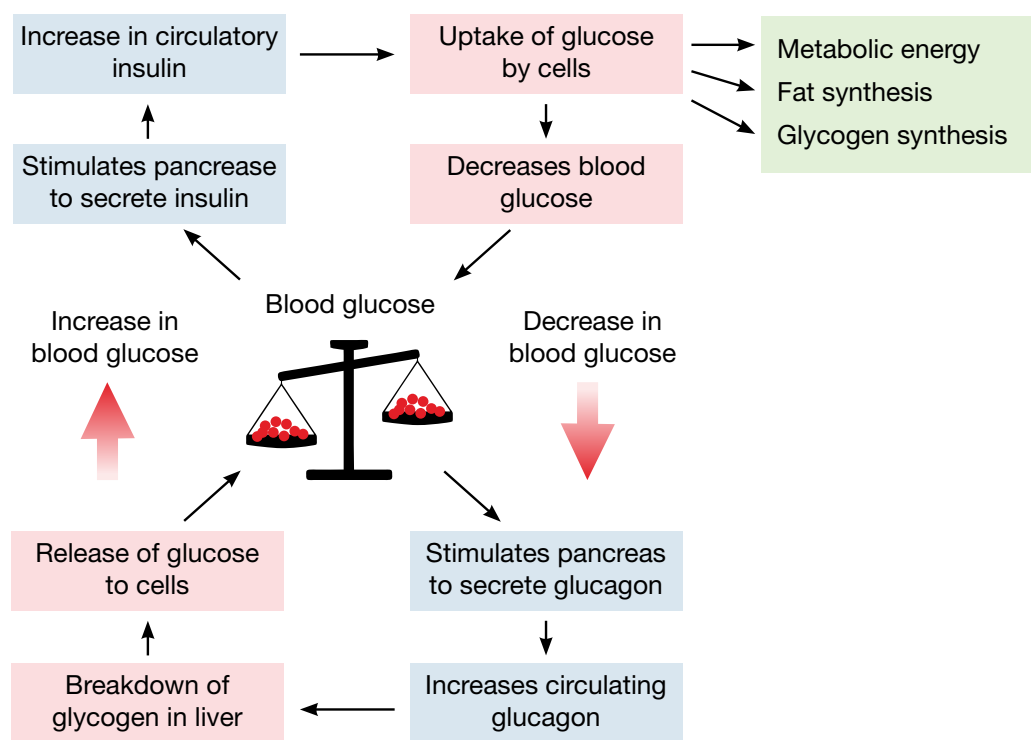 Increase in circulatory
insulin
Uptake of glucose
by cells
Metabolic energy
Fat synthesis
Glycogen synthesis
Stimulates pancrease
to secrete insulin
Decreases blood
glucose
Blood glucose
Increase in
blood glucose
Decrease in
blood glucose
Release of glucose
to cells
Stimulates pancreas
to secrete glucagon
Breakdown of
glycogen in liver
Increases circulating
glucagon